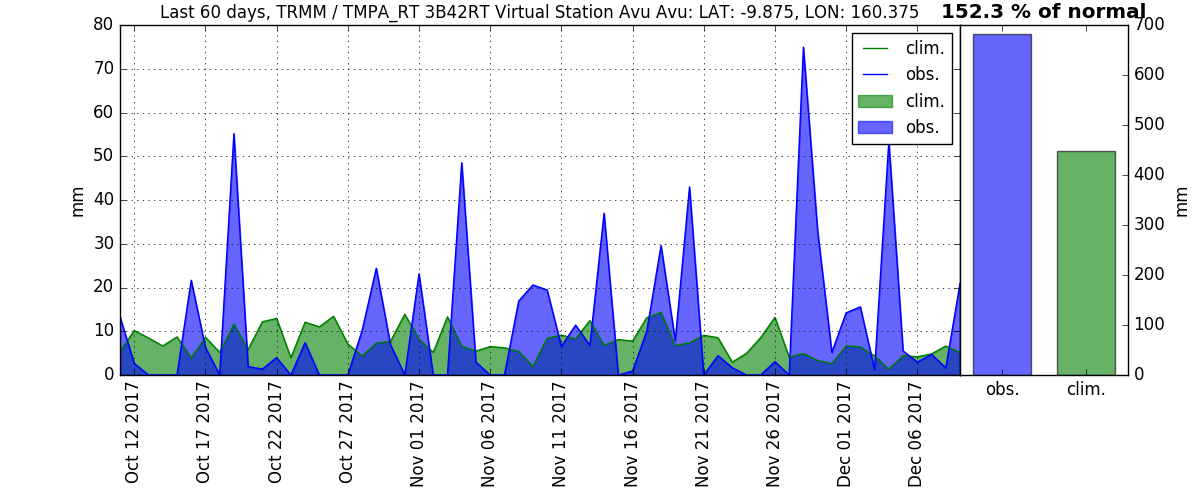 Last 60 days, TRMM / TMPA_RT 3B42RT Virtual Station Avu Avu: LAT: -9.875, LON: 160.375
152.3 % of normal
80
70
60
50
40
30
20
10
0
mm
clim.
obs.
clim.
obs.
Oct 12 2017
Oct 17 2017
Oct 22 2017
Oct 27 2017
Nov 01 2017
Nov 06 2017
Nov 11 2017
Nov 16 2017
Nov 21 2017
Nov 26 2017
Dec 01 2017
Dec 06 2017
700
600
500
400
300
200
100
0
mm
obs.
clim.